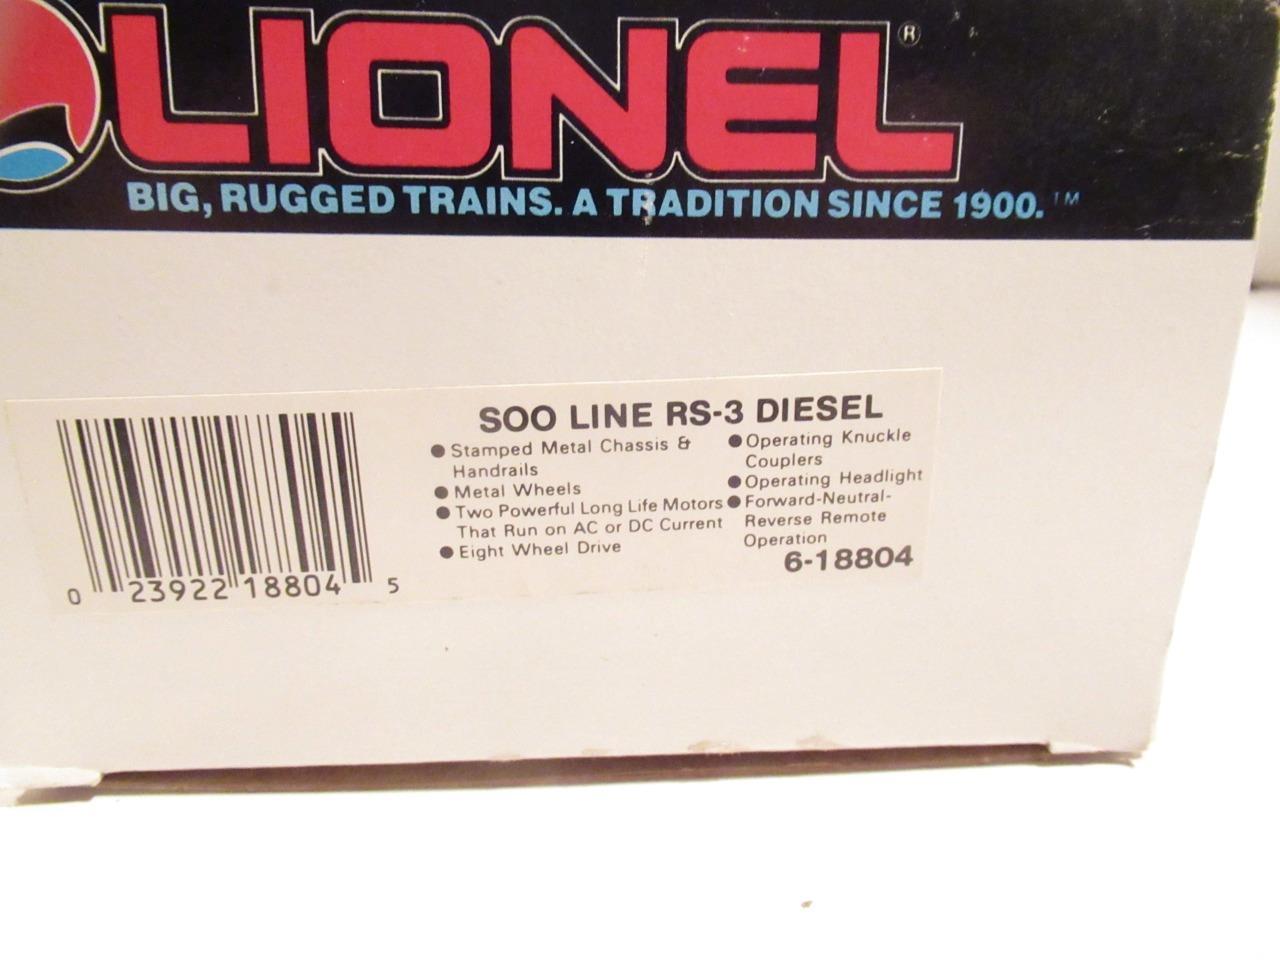 LIONEL®
BIG, RUGGED TRAINS. A TRADITION SINCE 1900.™
SOO LINE RS-3 DIESEL
● Stamped Metal Chassis &
Handrails
● Metal Wheels
● Two Powerful Long Life Motors
That Run on AC or DC Current
● Eight Wheel Drive
● Operating Knuckle
Couplers
● Operating Headlight
● Forward-Neutral-
Reverse Remote
Operation
6-18804
0 23922 18804 5